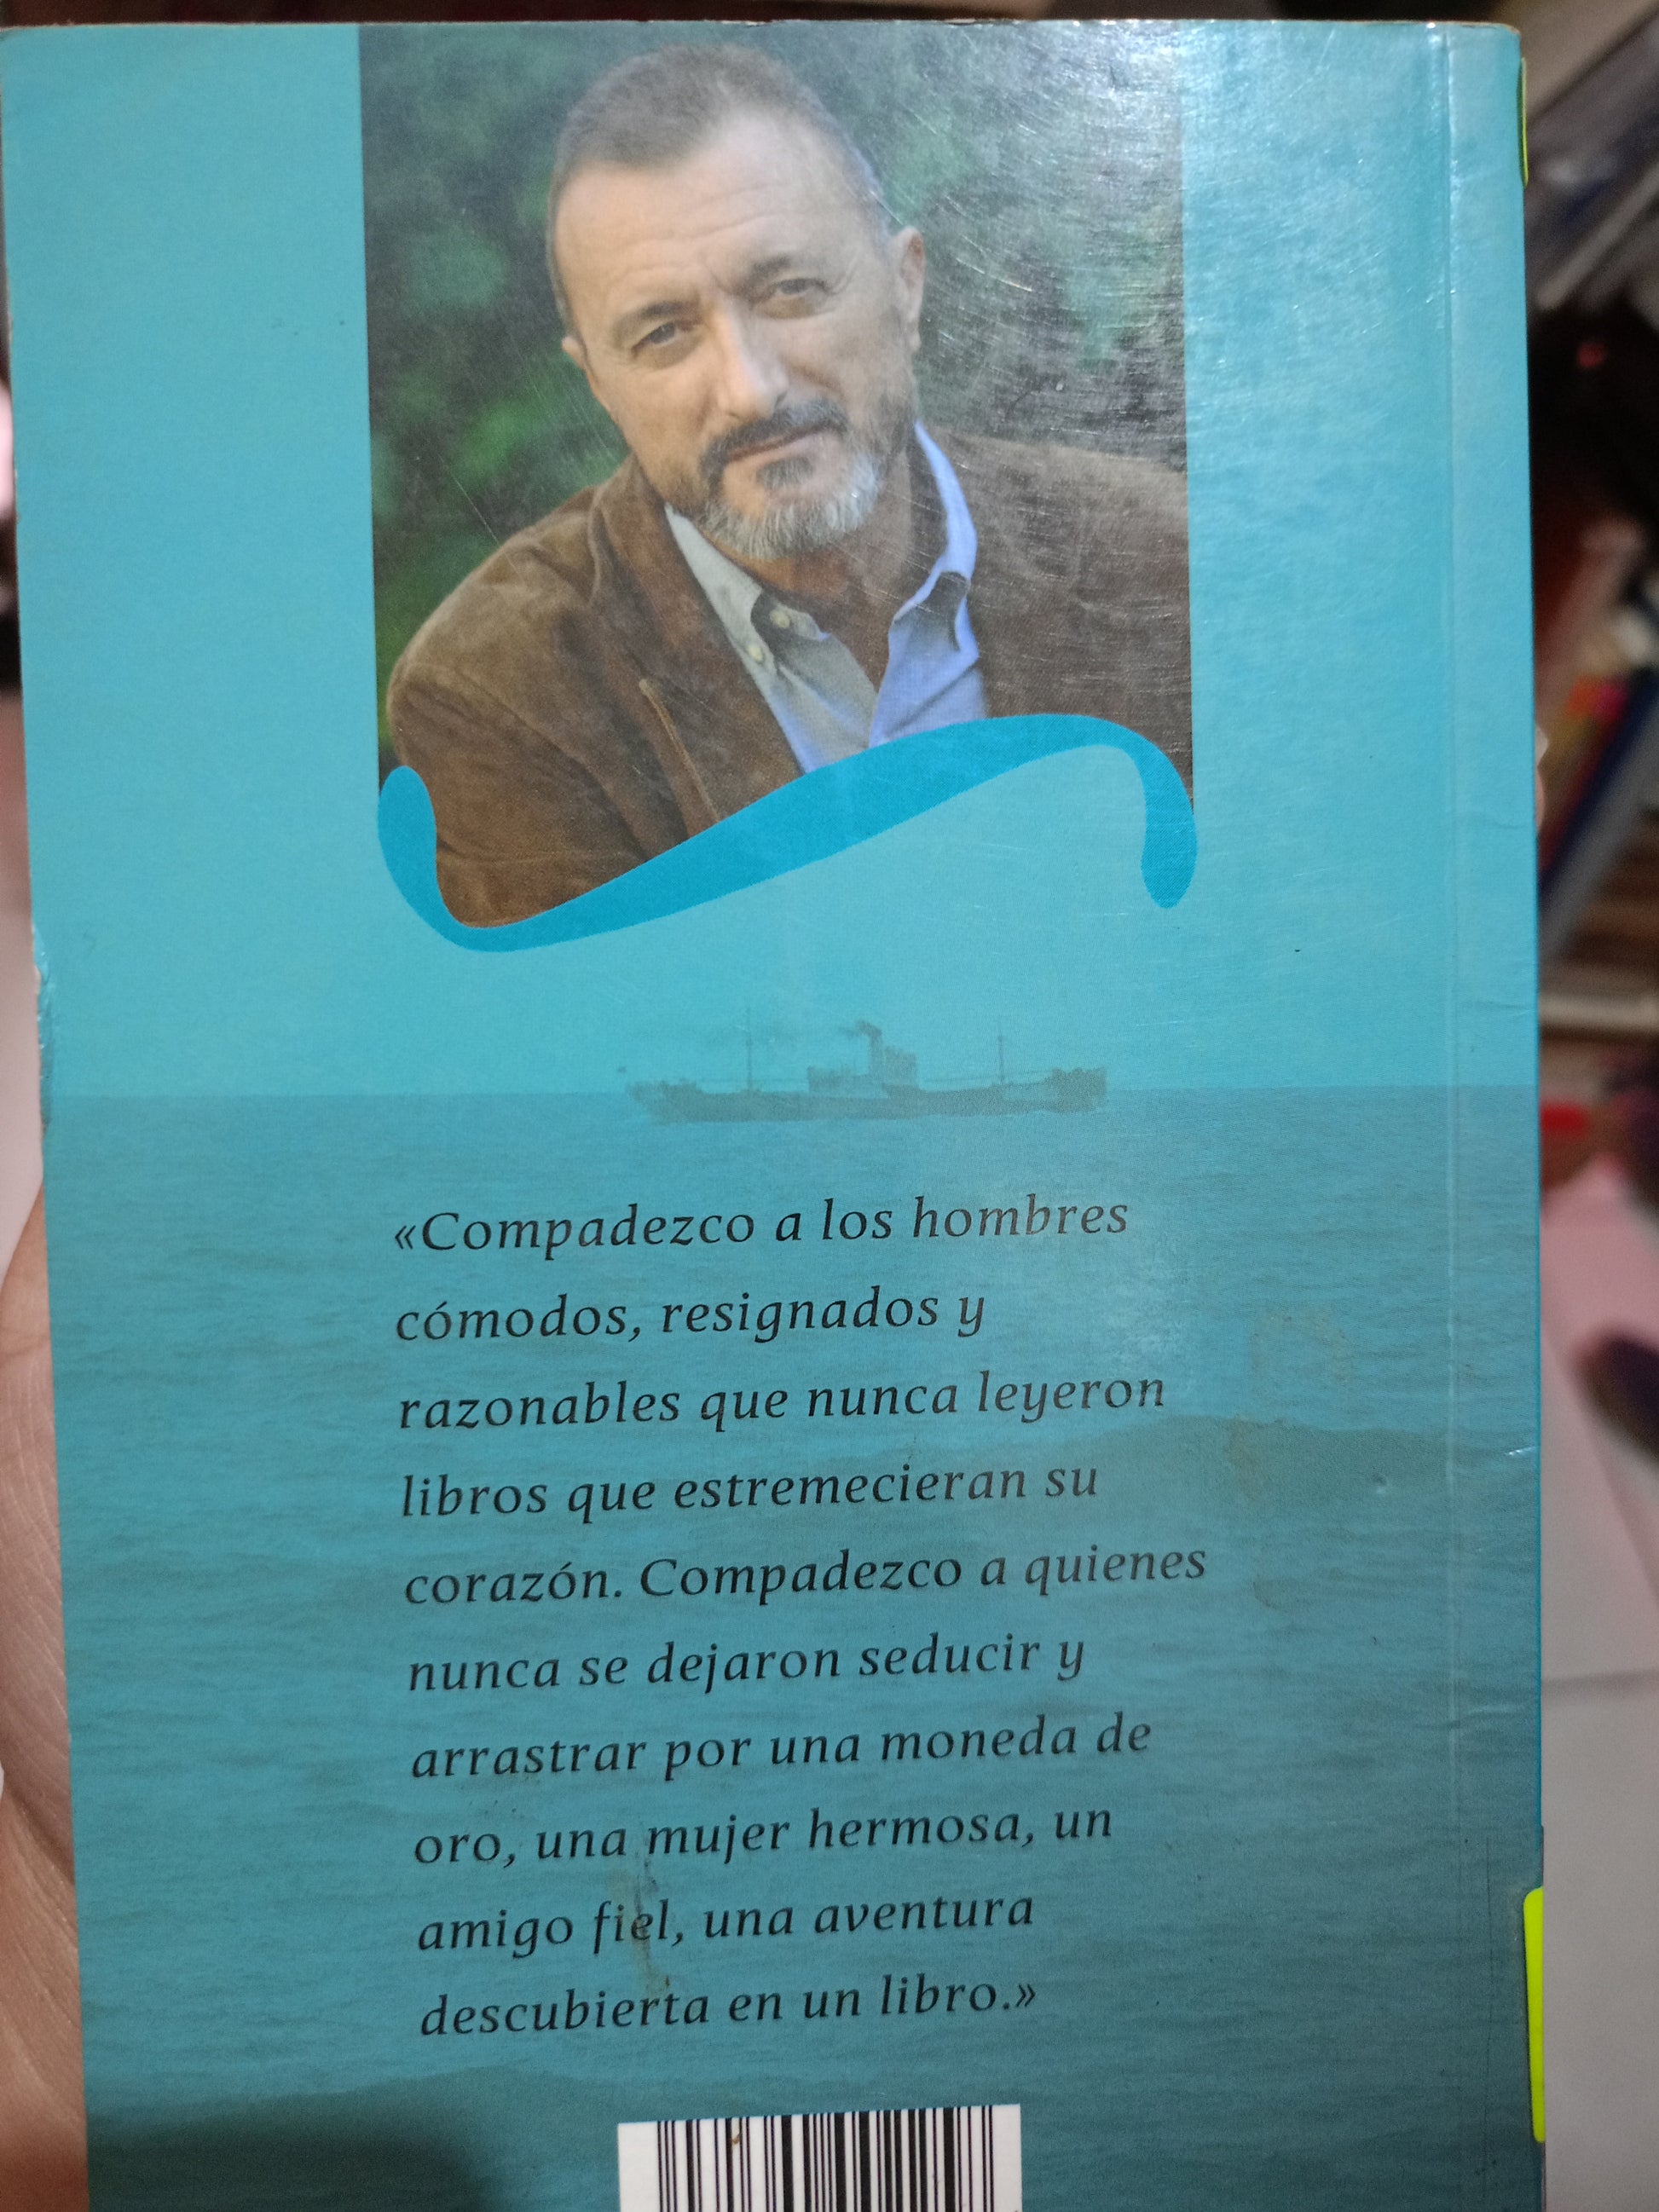 «Compadezco a los hombres
cómodos, resignados y
razonables que nunca leyeron
libros que estremecieran su
corazón. Compadezco a quienes
nunca se dejaron seducir y
arrastrar por una moneda de
oro, una mujer hermosa, un
amigo fiel, una aventura
descubierta en un libro.»